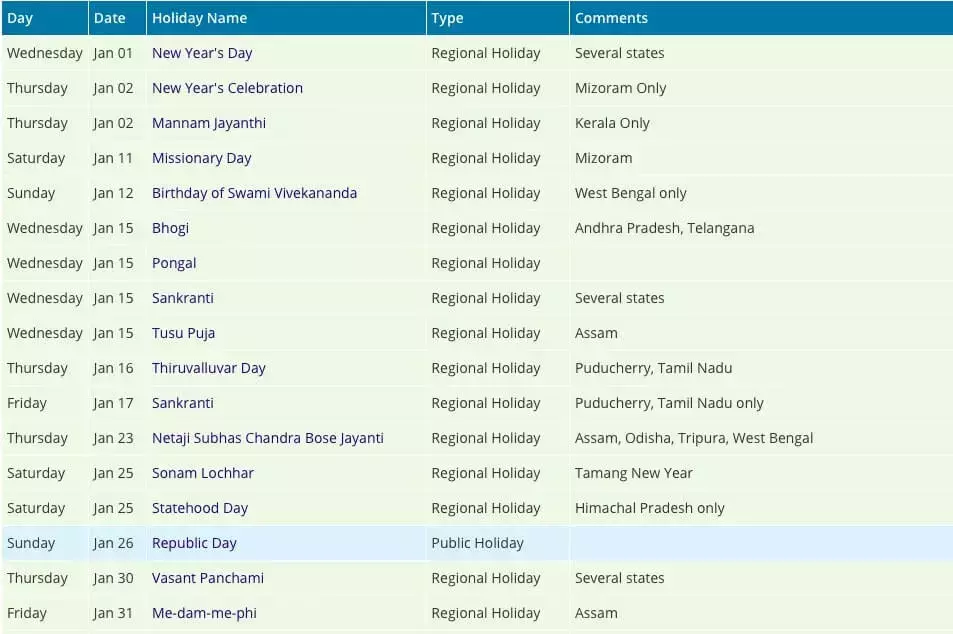 Day Date Holiday Name Type Comments
Wednesday Jan 01 New Year's Day Regional Holiday Several states
Thursday Jan 02 New Year's Celebration Regional Holiday Mizoram Only
Thursday Jan 02 Mannam Jayanthi Regional Holiday Kerala Only
Saturday Jan 11 Missionary Day Regional Holiday Mizoram
Sunday Jan 12 Birthday of Swami Vivekananda Regional Holiday West Bengal only
Wednesday Jan 15 Bhogi Regional Holiday Andhra Pradesh, Telangana
Wednesday Jan 15 Pongal Regional Holiday
Wednesday Jan 15 Sankranti Regional Holiday Several states
Wednesday Jan 15 Tusu Puja Regional Holiday Assam
Thursday Jan 16 Thiruvalluvar Day Regional Holiday Puducherry, Tamil Nadu
Friday Jan 17 Sankranti Regional Holiday Puducherry, Tamil Nadu only
Thursday Jan 23 Netaji Subhas Chandra Bose Jayanti Regional Holiday Assam, Odisha, Tripura, West Bengal
Saturday Jan 25 Sonam Lochhar Regional Holiday Tamang New Year
Saturday Jan 25 Statehood Day Regional Holiday Himachal Pradesh only
Sunday Jan 26 Republic Day Public Holiday
Thursday Jan 30 Vasant Panchami Regional Holiday Several states
Friday Jan 31 Me-dam-me-phi Regional Holiday Assam